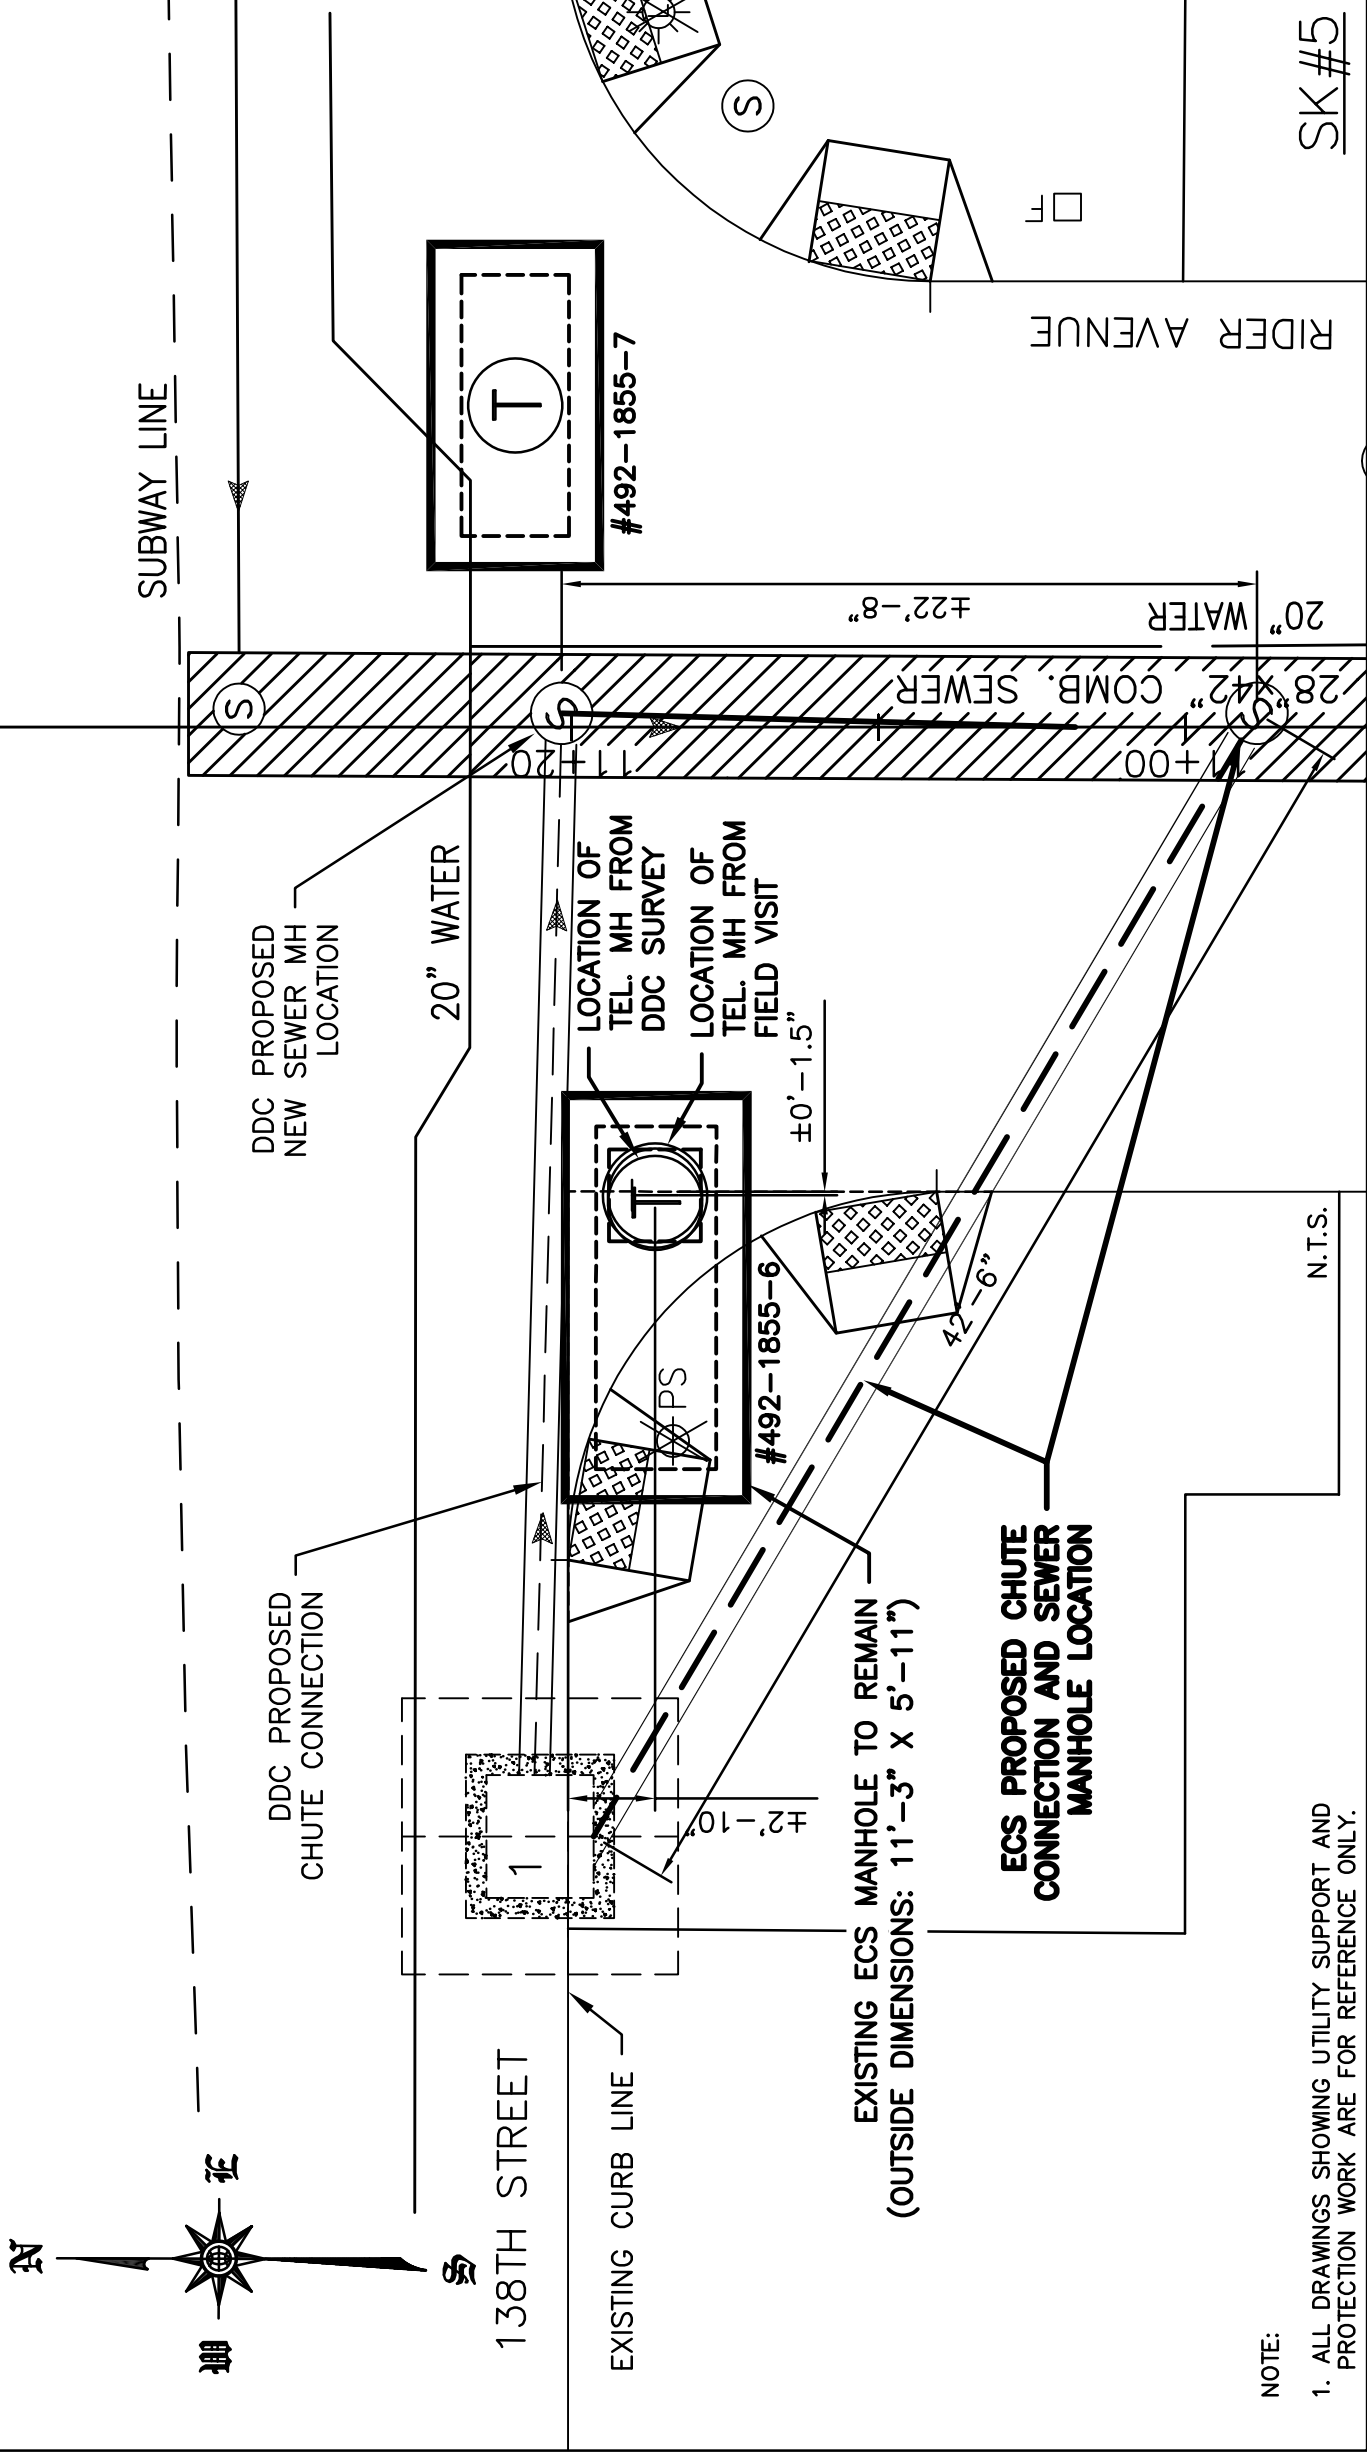 N
W
E
S
138TH STREET
EXISTING CURB LINE
SUBWAY LINE
DDC PROPOSED
CHUTE CONNECTION
DDC PROPOSED
NEW SEWER MH
LOCATION
20" WATER
1
±2'-10"
PS
T
#492-1855-6
LOCATION OF
TEL. MH FROM
DDC SURVEY
LOCATION OF
TEL. MH FROM
FIELD VISIT
±0'-1.5"
42'-6"
EXISTING ECS MANHOLE TO REMAIN
(OUTSIDE DIMENSIONS: 11'-3" X 5'-11")
ECS PROPOSED CHUTE
CONNECTION AND SEWER
MANHOLE LOCATION
S
S
11+20
11+00
S
28"X42" COMB. SEWER
20" WATER
±22'-8"
T
#492-1855-7
S
F
RIDER AVENUE
N.T.S.
SK#5
NOTE:
1. ALL DRAWINGS SHOWING UTILITY SUPPORT AND
PROTECTION WORK ARE FOR REFERENCE ONLY.